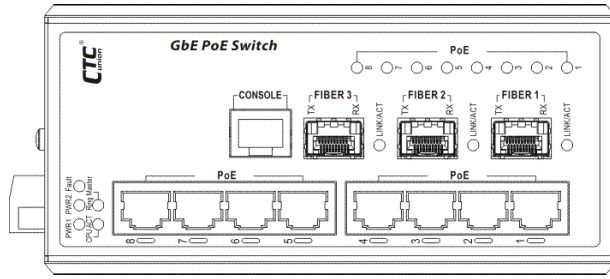 CTC union ®
GbE PoE Switch
PoE
8 7 6 5 4 3 2 1
CONSOLE
FIBER 3
TX RX
LINK/ACT
FIBER 2
TX RX
LINK/ACT
FIBER 1
TX RX
LINK/ACT
Fault
PWR1 PWR2 Ring Master
CPU ACT
PoE
8 7 6 5
PoE
4 3 2 1